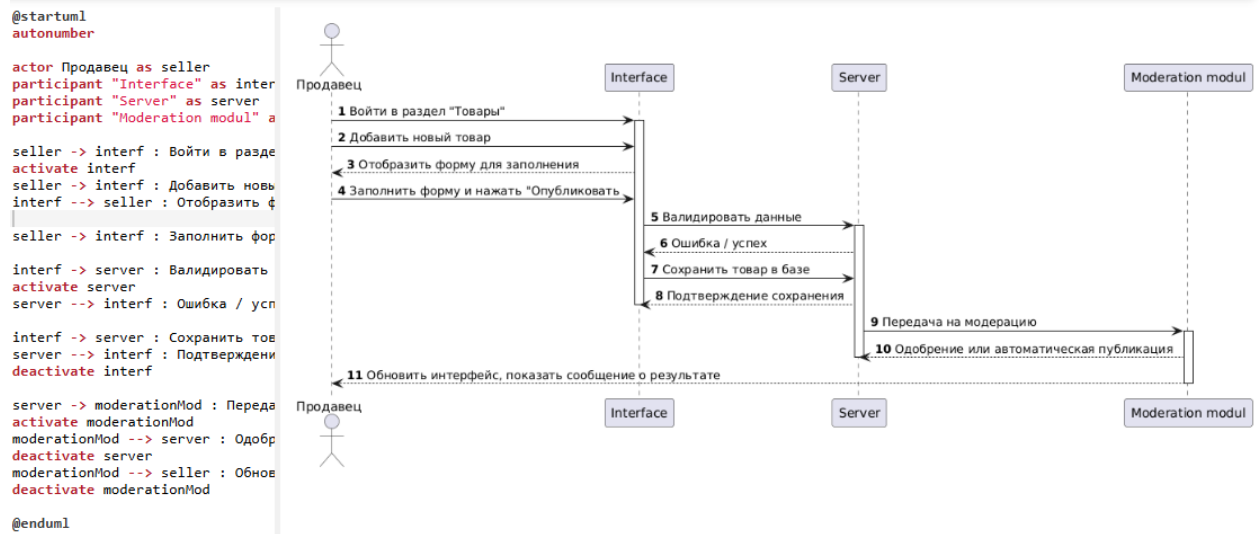 @startuml
autonumber
actor Продавец as seller
participant "Interface" as inter
participant "Server" as server
participant "Moderation modul" a
seller -> interf : Войти в разде
activate interf
seller -> interf : Добавить новы
interf --> seller : Отобразить ф
seller -> interf : Заполнить фор
interf -> server : Валидировать
activate server
server --> interf : Ошибка / усп
interf -> server : Сохранить тов
server --> interf : Подтверждени
deactivate interf
server -> moderationMod : Переда
activate moderationMod
moderationMod --> server : Одобр
deactivate server
moderationMod --> seller : Обнов
deactivate moderationMod
@enduml
Продавец
Interface
Server
Moderation modul
1 Войти в раздел "Товары"
2 Добавить новый товар
3 Отобразить форму для заполнения
4 Заполнить форму и нажать "Опубликовать
5 Валидировать данные
6 Ошибка / успех
7 Сохранить товар в базе
8 Подтверждение сохранения
9 Передача на модерацию
10 Одобрение или автоматическая публикация
11 Обновить интерфейс, показать сообщение о результате
Продавец
Interface
Server
Moderation modul